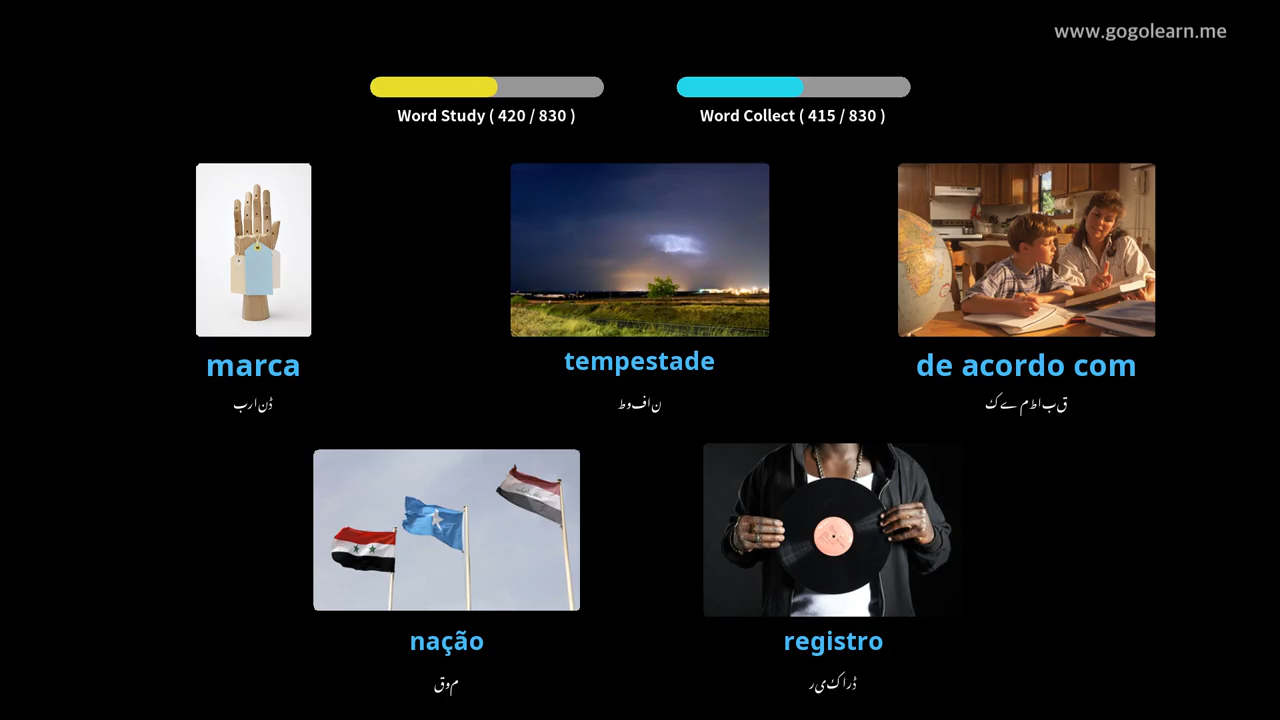 www.gogolearn.me
Word Study ( 420 / 830 )
Word Collect ( 415 / 830 )
marca
ڈنارب
tempestade
نافوط
de acordo com
قباطم ےک
nação
موق
registro
ڈراکیر